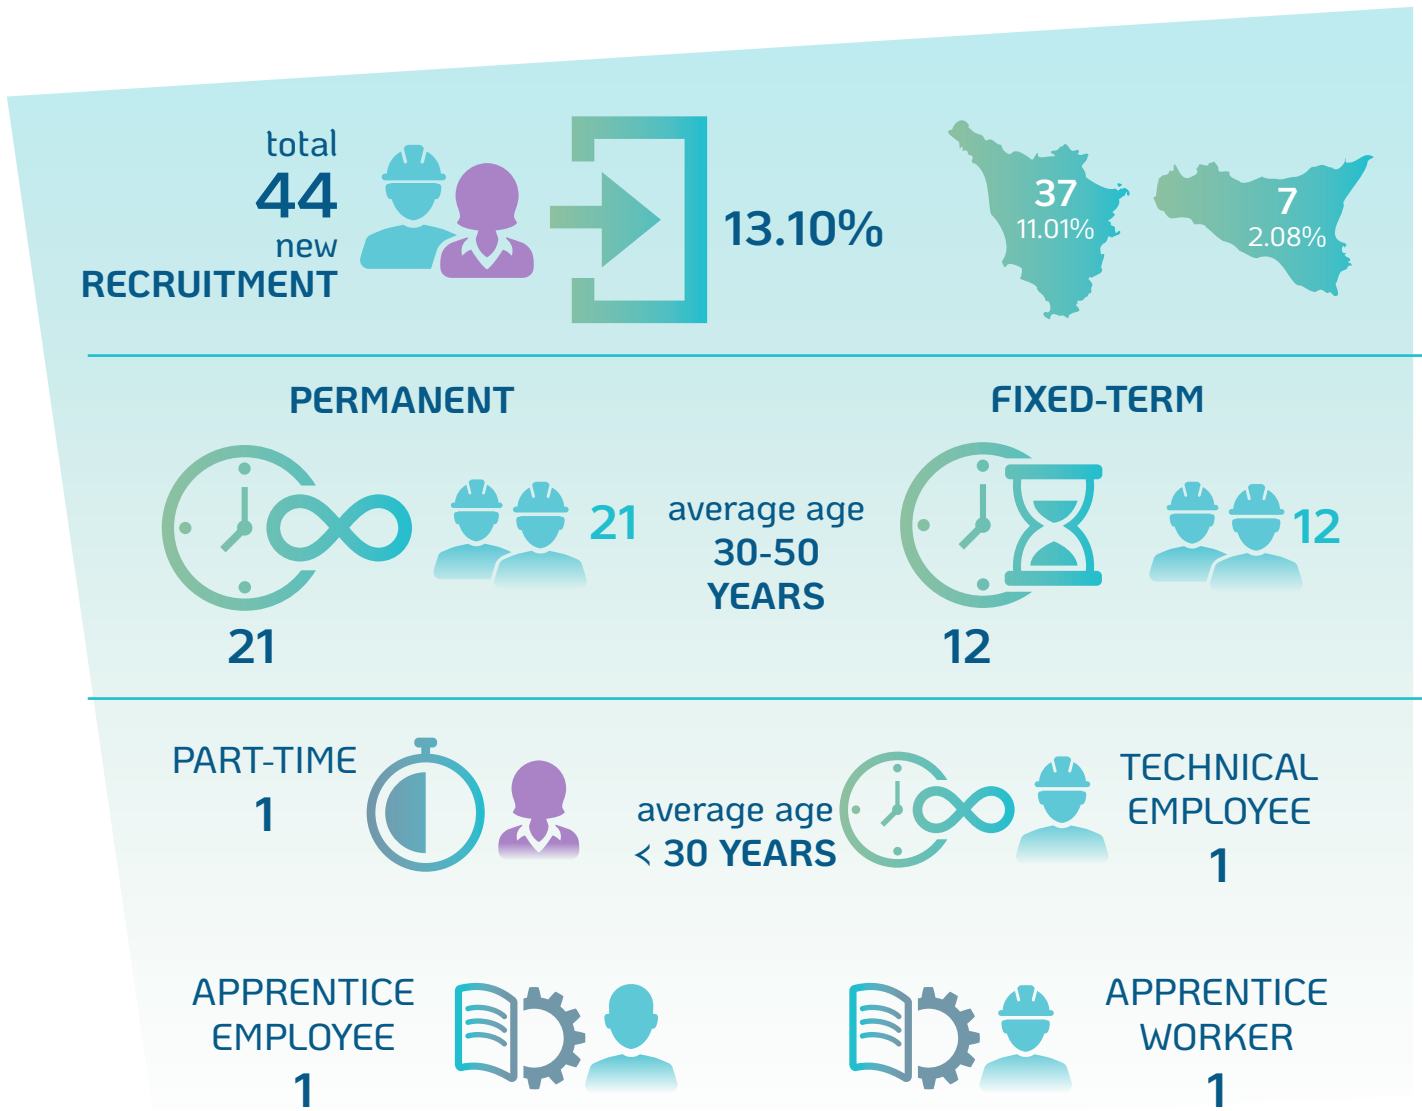 total
44
new
RECRUITMENT
13.10%
37
11.01%
7
2.08%
PERMANENT
21
21
average age
30-50
YEARS
FIXED-TERM
12
12
PART-TIME
1
average age
< 30 YEARS
TECHNICAL
EMPLOYEE
1
APPRENTICE
EMPLOYEE
1
APPRENTICE
WORKER
1